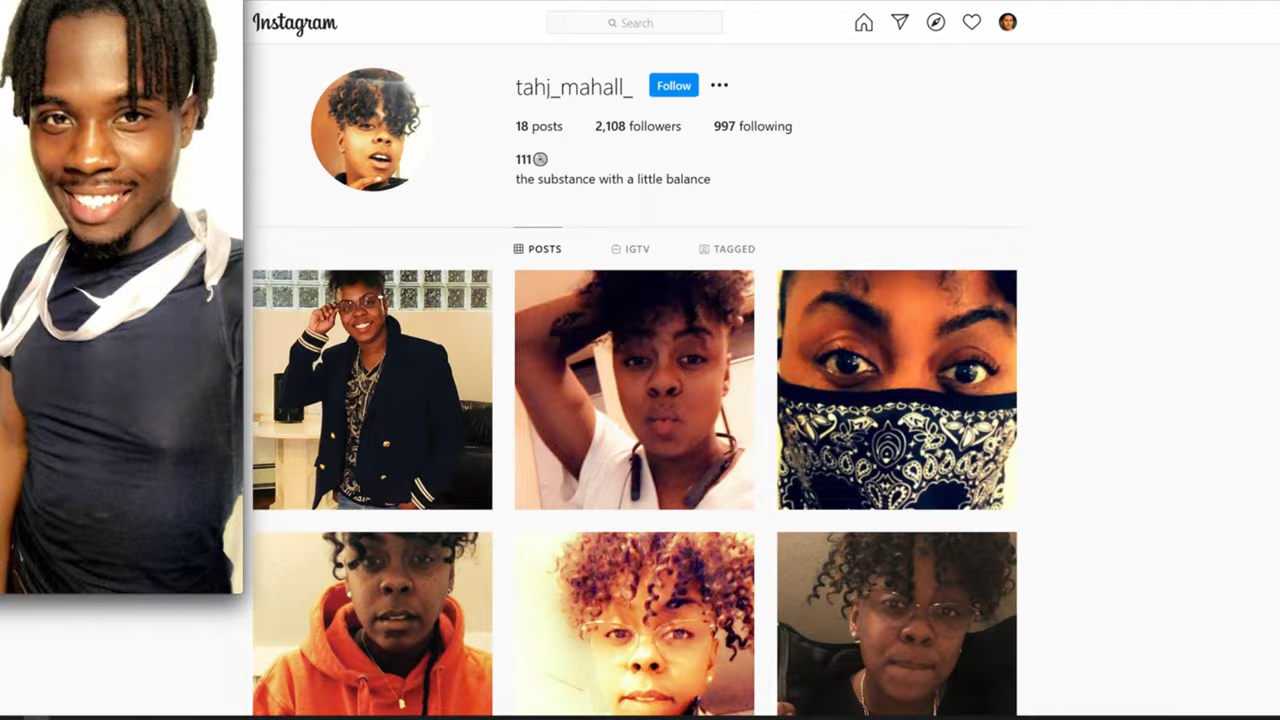 Instagram
Search
tahj_mahall_ Follow
18 posts 2,108 followers 997 following
111
the substance with a little balance
POSTS IGTV TAGGED